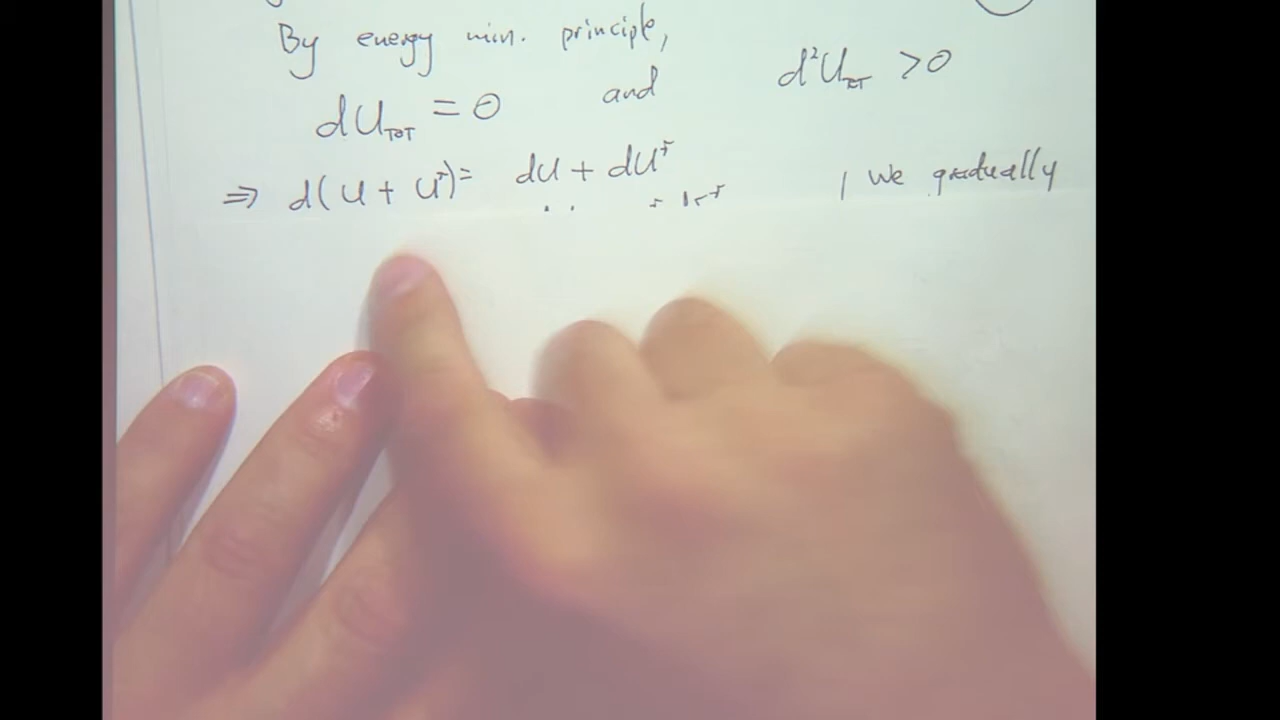 By energy min. principle,
dU_TOT = 0 and d²U_TOT > 0
⇒ d(U + U^r) = dU + dU^r
we gradually